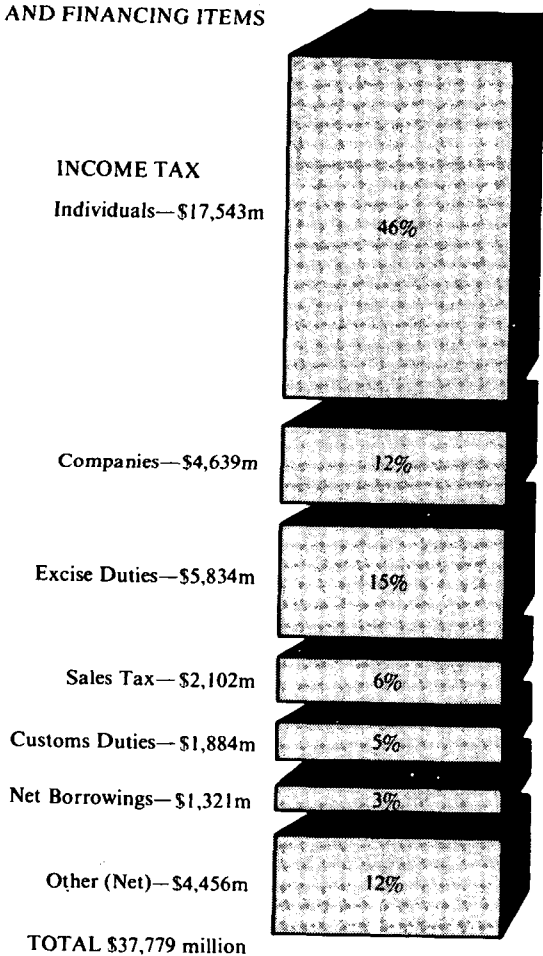 AND FINANCING ITEMS
INCOME TAX
Individuals—$17,543m
46%
Companies—$4,639m
12%
Excise Duties—$5,834m
15%
Sales Tax—$2,102m
6%
Customs Duties—$1,884m
5%
Net Borrowings—$1,321m
3%
Other (Net)—$4,456m
12%
TOTAL $37,779 million